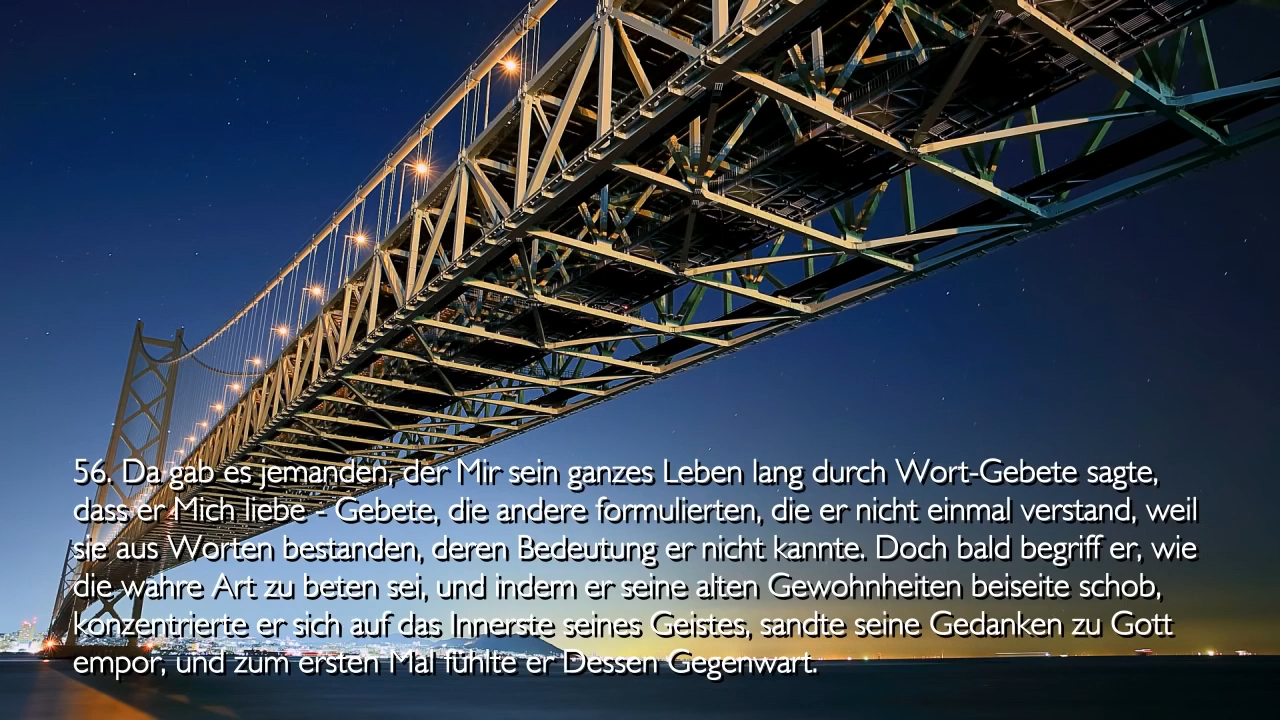 56. Da gab es jemanden, der Mir sein ganzes Leben lang durch Wort-Gebete sagte,
dass er Mich liebe - Gebete, die andere formulierten, die er nicht einmal verstand, weil
sie aus Worten bestanden, deren Bedeutung er nicht kannte. Doch bald begriff er, wie
die wahre Art zu beten sei, und indem er seine alten Gewohnheiten beiseite schob,
konzentrierte er sich auf das Innerste seines Geistes, sandte seine Gedanken zu Gott
empor, und zum ersten Mal fühlte er Dessen Gegenwart.